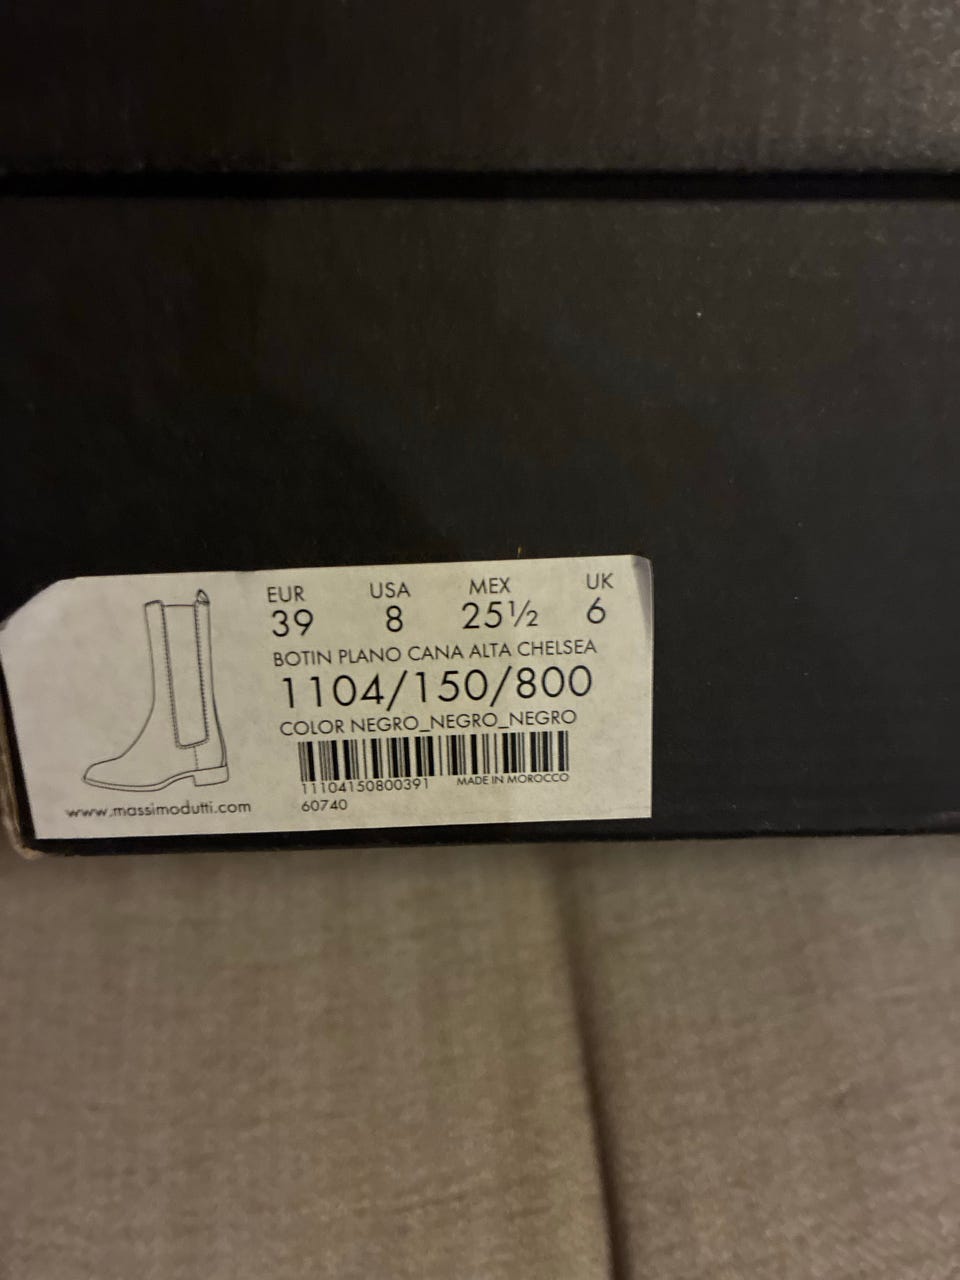 EUR USA MEX UK
39 8 25½ 6
BOTIN PLANO CANA ALTA CHELSEA
1104/150/800
COLOR NEGRO_NEGRO_NEGRO
11104150800391 MADE IN MOROCCO
60740
www.massimodutti.com